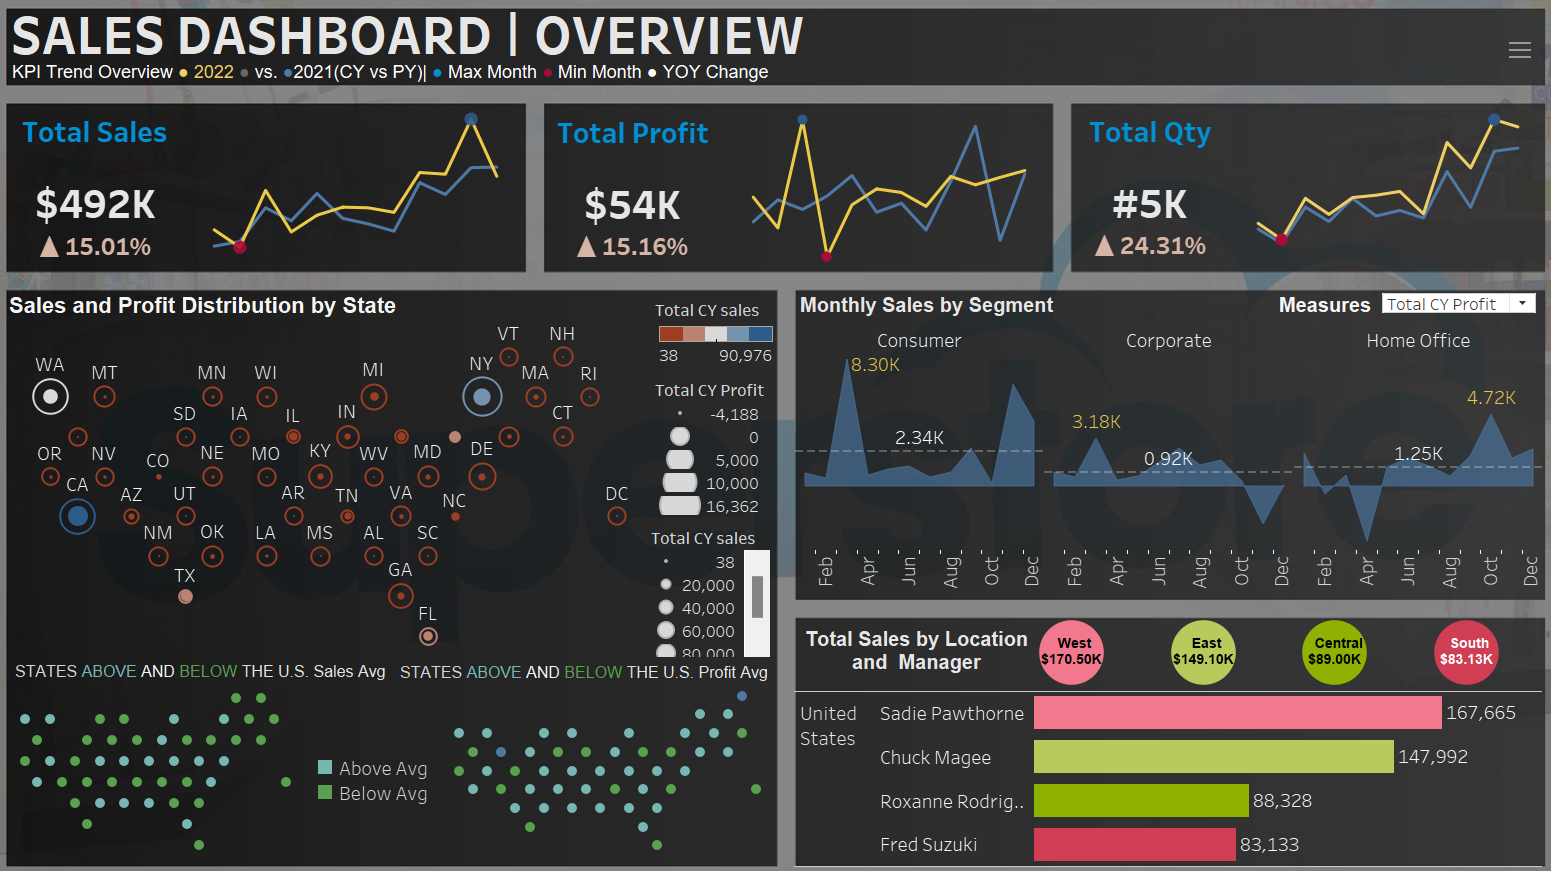 SALES DASHBOARD | OVERVIEW
KPI Trend Overview ● 2022 ● vs. ●2021(CY vs PY)| ● Max Month ● Min Month ● YOY Change
Total Sales
$492K
▲ 15.01%
Total Profit
$54K
▲ 15.16%
Total Qty
#5K
▲ 24.31%
Sales and Profit Distribution by State
VT NH
WA MT MN WI MI NY MA RI
SD IA IL IN CT
OR NV CO NE MO KY WV MD DE
CA AZ UT AR TN VA NC DC
NM OK LA MS AL SC
TX GA
FL
Total CY sales
38 90,976
Total CY Profit
-4,188
0
5,000
10,000
16,362
Total CY sales
38
20,000
40,000
60,000
80,000
STATES ABOVE AND BELOW THE U.S. Sales Avg
STATES ABOVE AND BELOW THE U.S. Profit Avg
Above Avg
Below Avg
Monthly Sales by Segment
Measures Total CY Profit
Consumer Corporate Home Office
8.30K
2.34K
3.18K
0.92K
4.72K
1.25K
Feb Apr Jun Aug Oct Dec Feb Apr Jun Aug Oct Dec Feb Apr Jun Aug Oct Dec
Total Sales by Location
and Manager
West
$170.50K
East
$149.10K
Central
$89.00K
South
$83.13K
United
States
Sadie Pawthorne 167,665
Chuck Magee 147,992
Roxanne Rodrig.. 88,328
Fred Suzuki 83,133
superstore